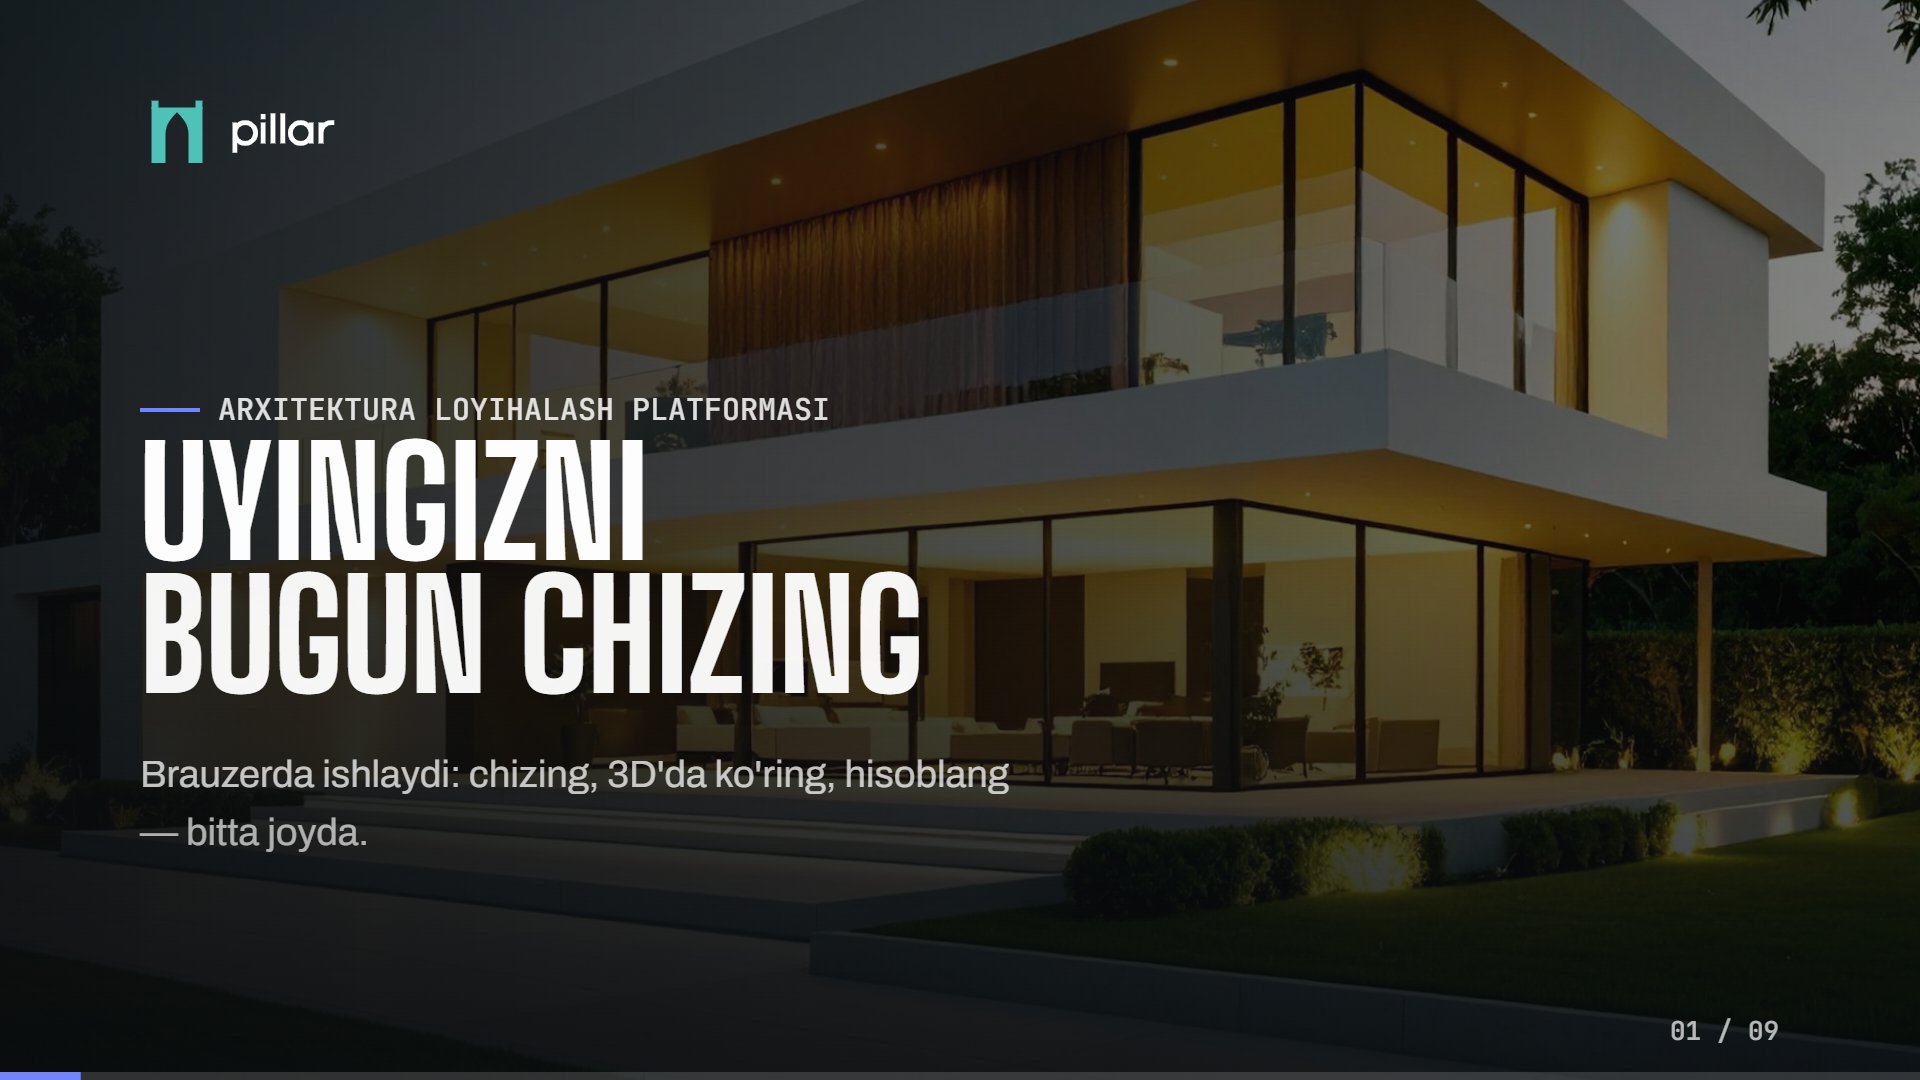 pillar
ARXITEKTURA LOYIHALASH PLATFORMASI
UYINGIZNI
BUGUN CHIZING
Brauzerda ishlaydi: chizing, 3D'da ko'ring, hisoblang
— bitta joyda.
01 / 09